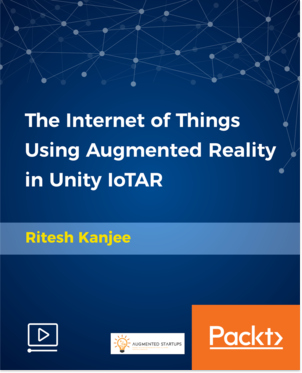 The Internet of Things
Using Augmented Reality
in Unity IoTAR
Ritesh Kanjee
AUGMENTED STARTUPS
Packt>